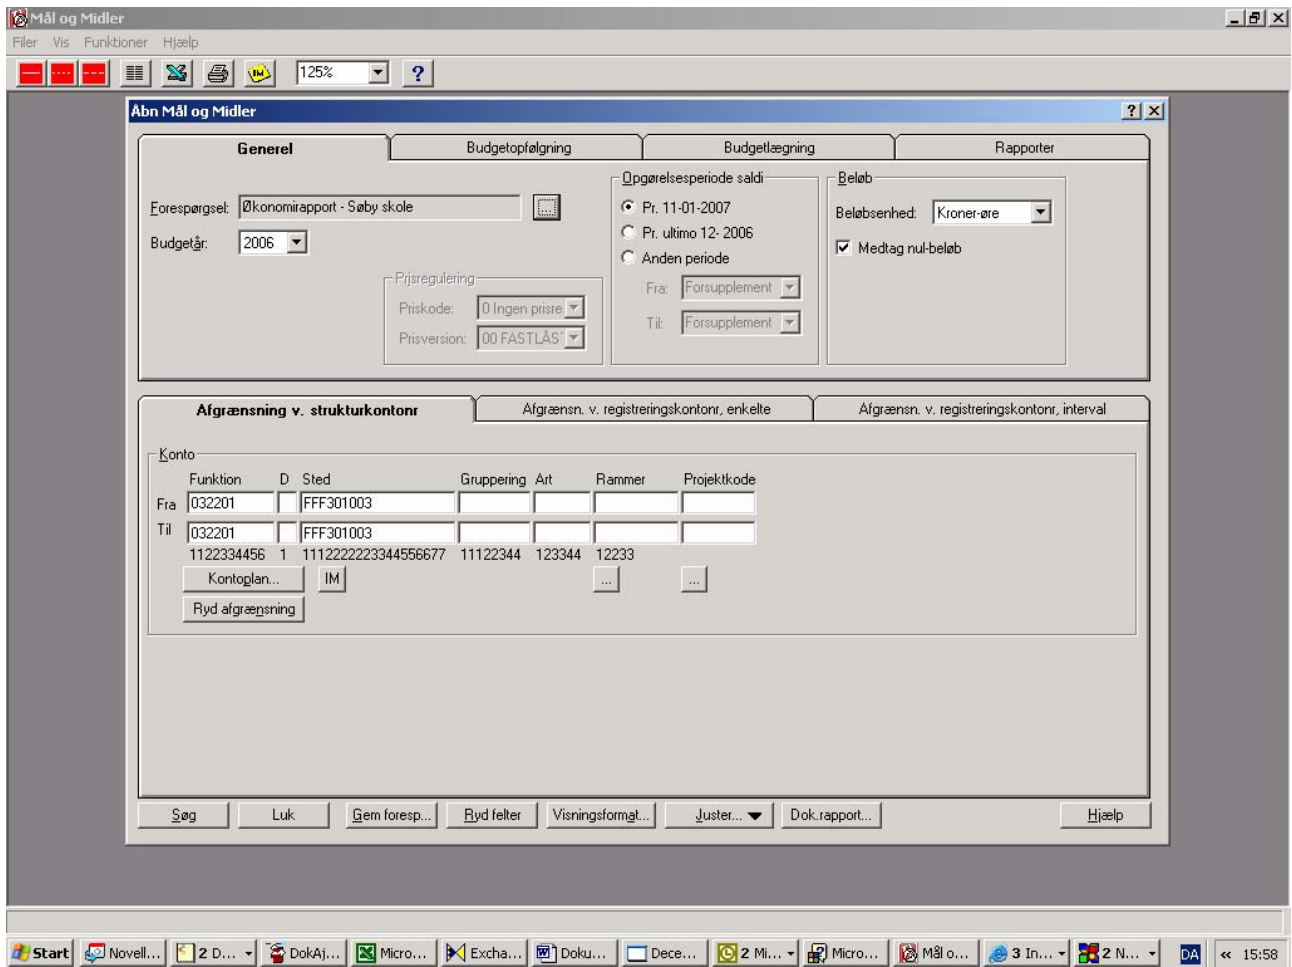 Mål og Midler
Filer Vis Funktioner Hjælp
IM 125% ?
Åbn Mål og Midler
Generel Budgetopfølgning Budgetlægning Rapporter
Forespørgsel: Økonomirapport - Søby skole ...
Budgetår: 2006
Prisregulering
Priskode: 0 Ingen prisre
Prisversion: 00 FASTLÅST
Opgørelsesperiode saldi
Pr. 11-01-2007
Pr. ultimo 12- 2006
Anden periode
Fra: Forsupplement
Til: Forsupplement
Beløb
Beløbsenhed: Kroner-øre
Medtag nul-beløb
Afgrænsning v. strukturkontonr Afgrænsn. v. registreringskontonr, enkelte Afgrænsn. v. registreringskontonr, interval
Konto
Funktion D Sted Gruppering Art Rammer Projektkode
Fra 032201 FFF301003
Til 032201 FFF301003
1122334456 1 1112222223344556677 11122344 123344 12233
Kontoplan... IM ... ...
Ryd afgrænsning
Søg Luk Gem foresp... Ryd felter Visningsformat... Juster... Dok.rapport... Hjælp
Start Novell... 2 D... DokAj... Micro... Excha... Doku... Dece... 2 Mi... Micro... Mål o... 3 In... 2 N... DA « 15:58